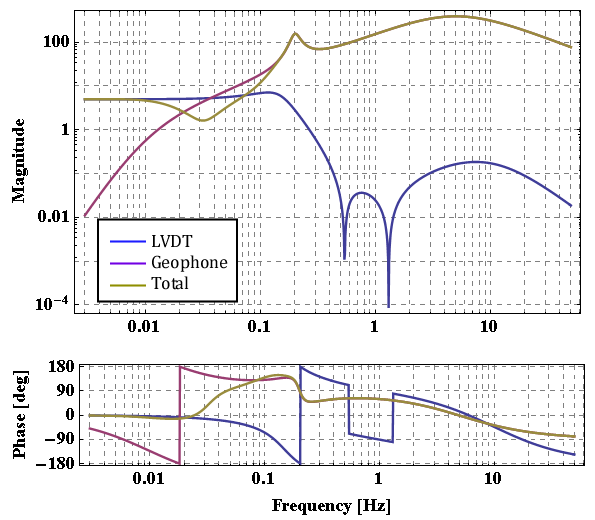 100
1
0.01
10⁻⁴
Magnitude
LVDT
Geophone
Total
0.01 0.1 1 10
180
90
0
−90
−180
Phase [deg]
0.01 0.1 1 10
Frequency [Hz]